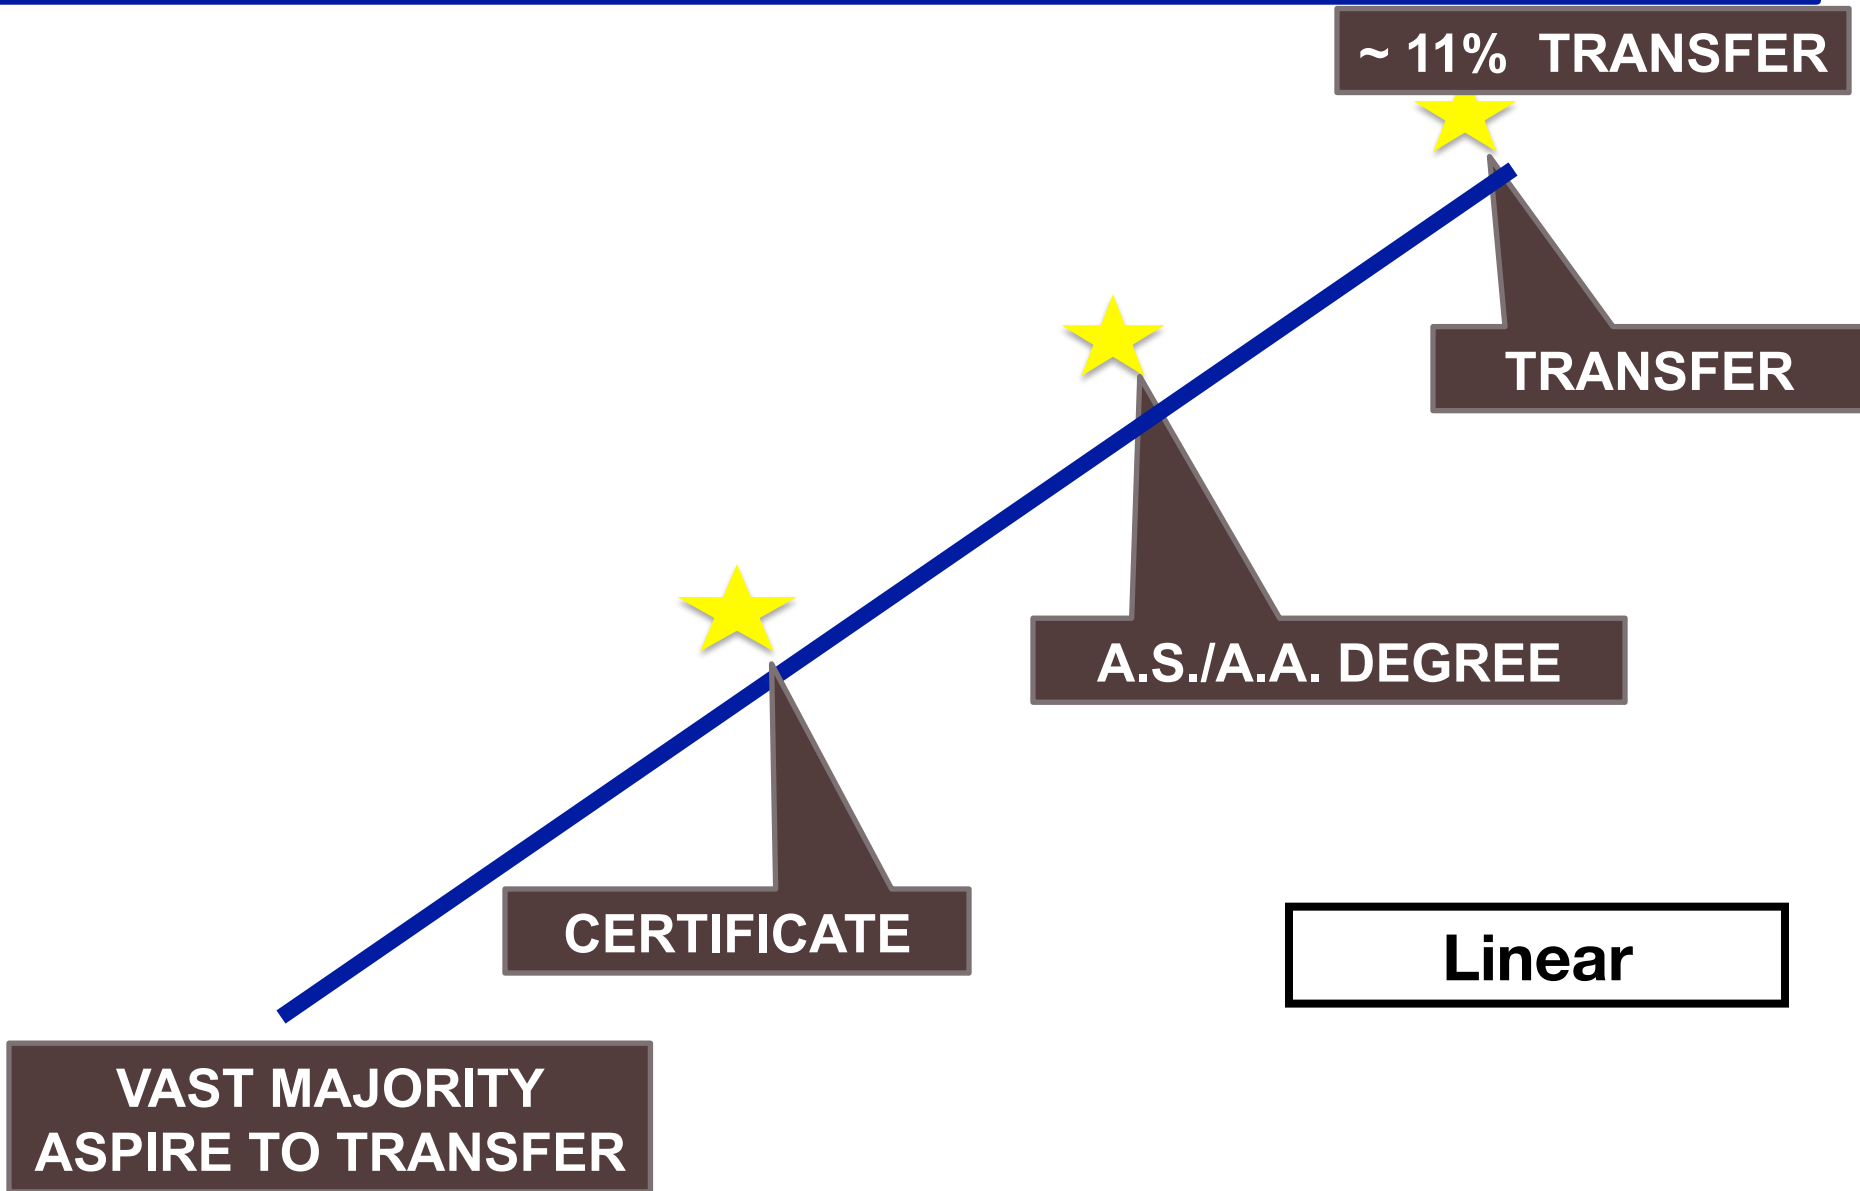 ~ 11% TRANSFER
TRANSFER
A.S./A.A. DEGREE
CERTIFICATE
Linear
VAST MAJORITY
ASPIRE TO TRANSFER